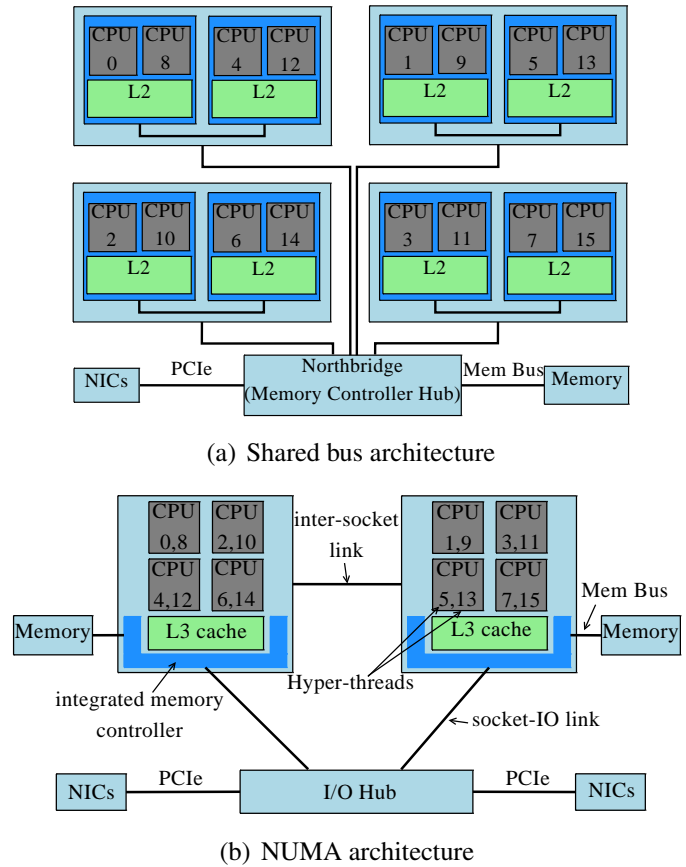 CPU CPU CPU CPU
0 8 4 12
L2 L2
CPU CPU CPU CPU
1 9 5 13
L2 L2
CPU CPU CPU CPU
2 10 6 14
L2 L2
CPU CPU CPU CPU
3 11 7 15
L2 L2
NICs
PCIe
Northbridge
(Memory Controller Hub)
Mem Bus
Memory
(a) Shared bus architecture
CPU CPU
0,8 2,10
CPU CPU
4,12 6,14
L3 cache
inter-socket
link
CPU CPU
1,9 3,11
CPU CPU
5,13 7,15
L3 cache
Mem Bus
Memory
Memory
Hyper-threads
integrated memory
controller
socket-IO link
NICs
PCIe
I/O Hub
PCIe
NICs
(b) NUMA architecture